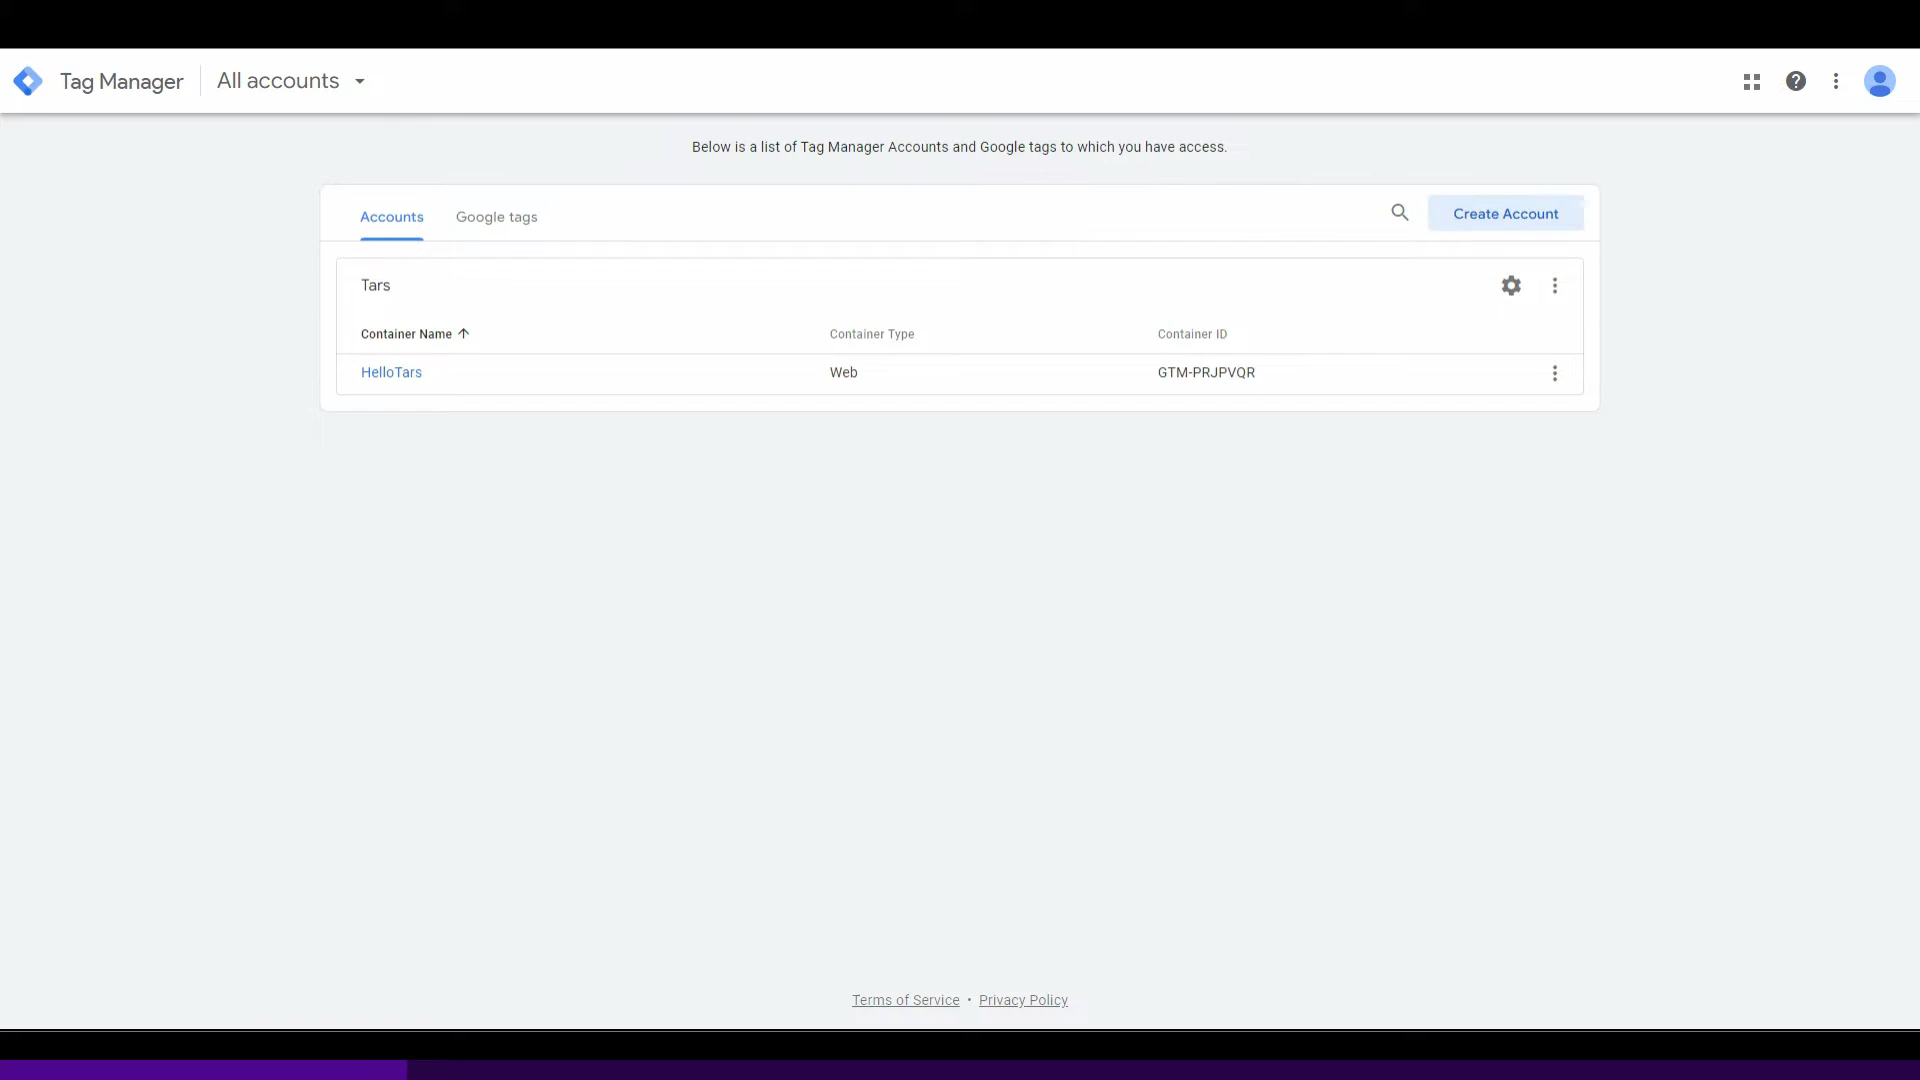 Tag Manager
All accounts
Below is a list of Tag Manager Accounts and Google tags to which you have access.
Accounts
Google tags
Create Account
Tars
Container Name
Container Type
Container ID
HelloTars
Web
GTM-PRJPVQR
Terms of Service • Privacy Policy